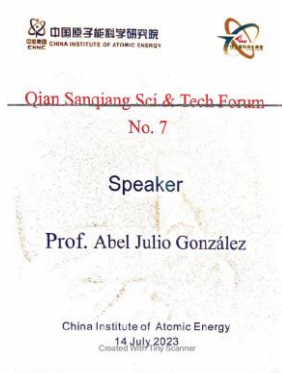 中国原子能科学研究院
CHINA INSTITUTE OF ATOMIC ENERGY
Qian Sanqiang Sci & Tech Forum
No. 7
Speaker
Prof. Abel Julio González
China Institute of Atomic Energy
14 July 2023
Created With Tiny Scanner